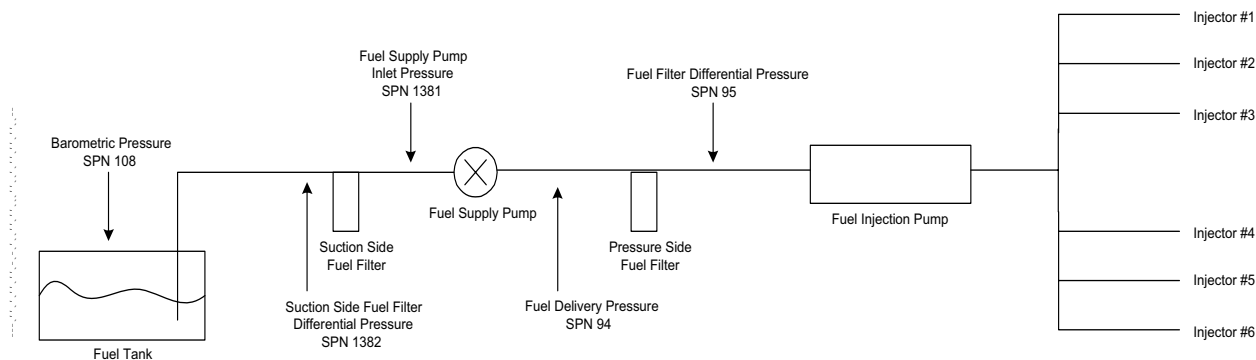 Injector #1
Fuel Supply Pump
Inlet Pressure
SPN 1381
Fuel Filter Differential Pressure
SPN 95
Injector #2
Injector #3
Barometric Pressure
SPN 108
Fuel Supply Pump
Fuel Injection Pump
Suction Side
Fuel Filter
Pressure Side
Fuel Filter
Injector #4
Suction Side Fuel Filter
Differential Pressure
SPN 1382
Fuel Delivery Pressure
SPN 94
Injector #5
Injector #6
Fuel Tank